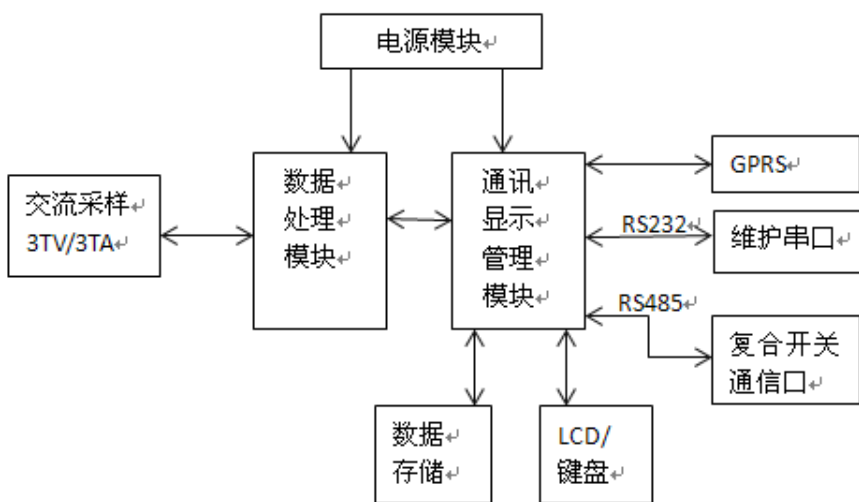 电源模块
交流采样
3TV/3TA
数据
处理
模块
通讯
显示
管理
模块
GPRS
RS232
维护串口
RS485
复合开关
通信口
数据
存储
LCD/
键盘